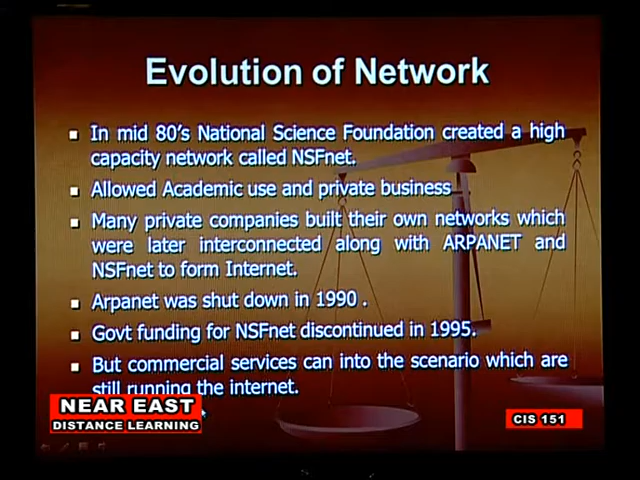 Evolution of Network
In mid 80's National Science Foundation created a high
capacity network called NSFnet.
Allowed Academic use and private business
Many private companies built their own networks which
were later interconnected along with ARPANET and
NSFnet to form Internet.
Arpanet was shut down in 1990 .
Govt funding for NSFnet discontinued in 1995.
But commercial services can into the scenario which are
still running the internet.
NEAR EAST
DISTANCE LEARNING
CIS 151